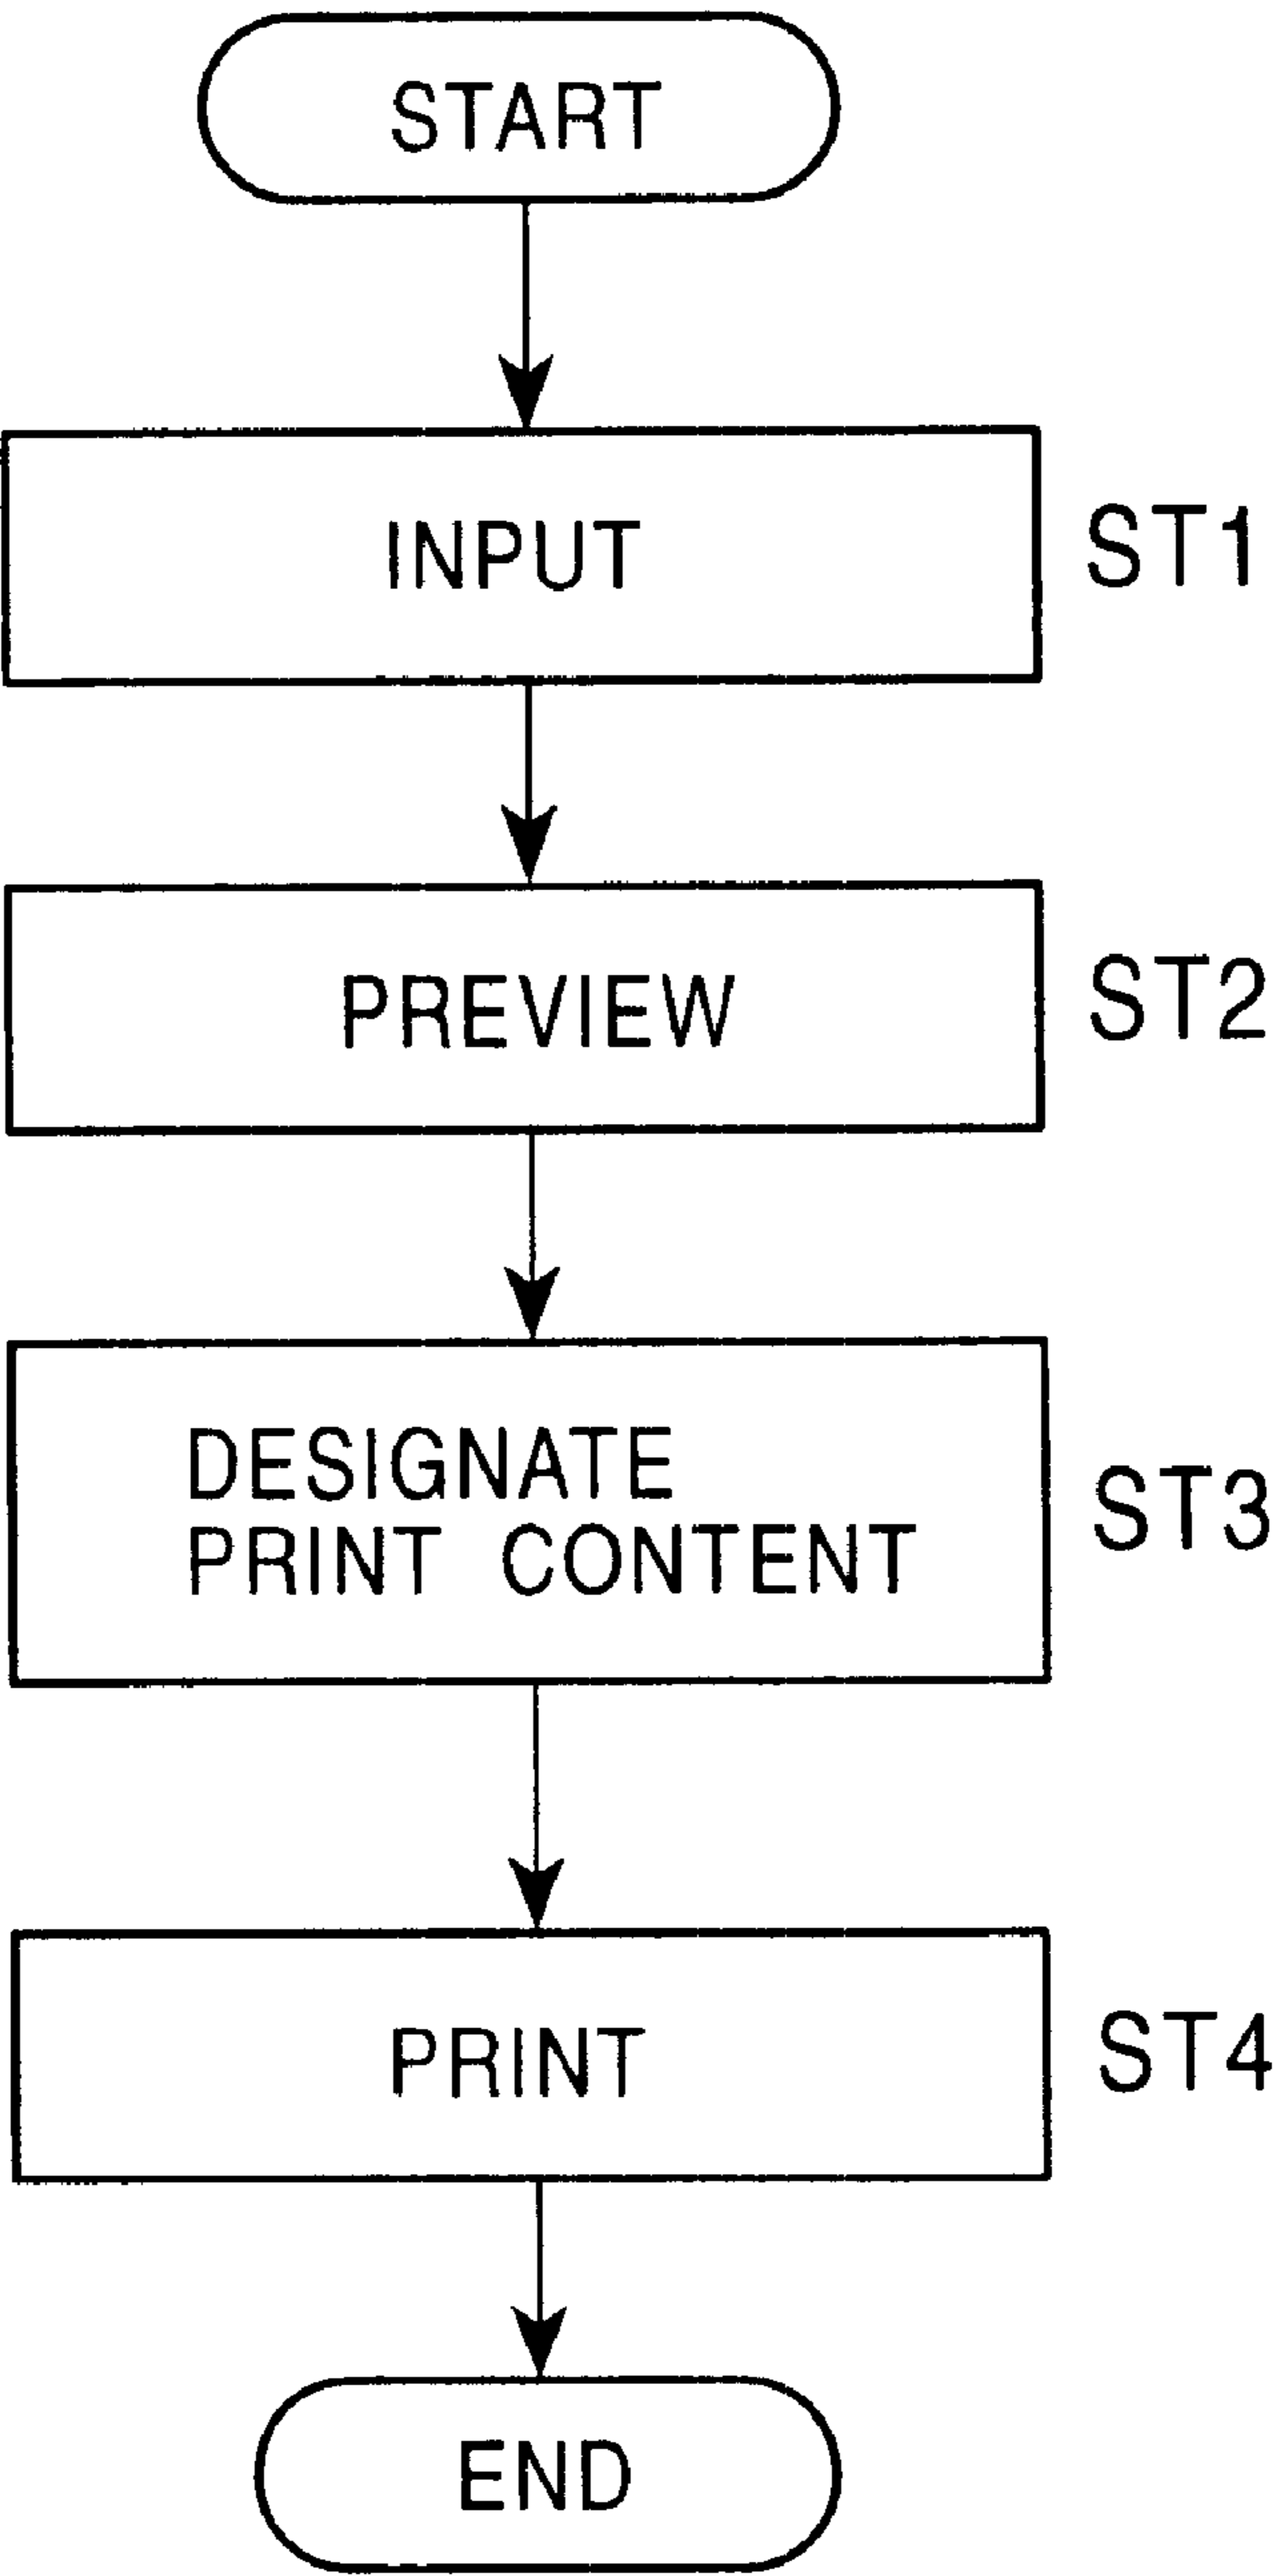 START
INPUT
ST1
PREVIEW
ST2
DESIGNATE
PRINT CONTENT
ST3
PRINT
ST4
END